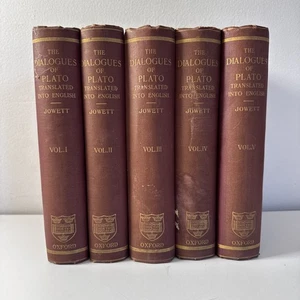 THE
DIALOGUES
OF
PLATO
TRANSLATED
INTO ENGLISH
JOWETT
VOL. I
OXFORD
THE
DIALOGUES
OF
PLATO
TRANSLATED
INTO ENGLISH
JOWETT
VOL. II
OXFORD
THE
DIALOGUES
OF
PLATO
TRANSLATED
INTO ENGLISH
JOWETT
VOL. III
OXFORD
THE
DIALOGUES
OF
PLATO
TRANSLATED
INTO ENGLISH
JOWETT
VOL. IV
OXFORD
THE
DIALOGUES
OF
PLATO
TRANSLATED
INTO ENGLISH
JOWETT
VOL. V
OXFORD